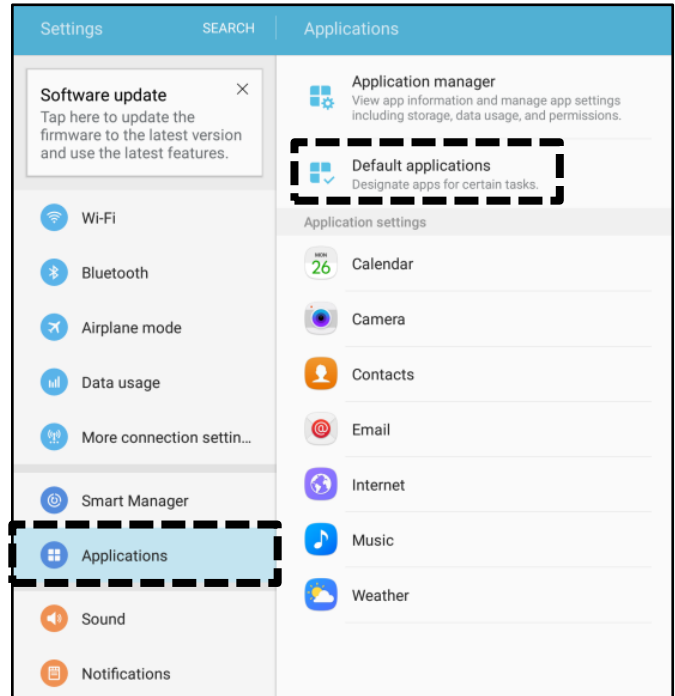 Settings
SEARCH
Software update
Tap here to update the
firmware to the latest version
and use the latest features.
Wi-Fi
Bluetooth
Airplane mode
Data usage
More connection settin...
Smart Manager
Applications
Sound
Notifications
Applications
Application manager
View app information and manage app settings
including storage, data usage, and permissions.
Default applications
Designate apps for certain tasks.
Application settings
MON
26
Calendar
Camera
Contacts
@
Email
Internet
Music
Weather